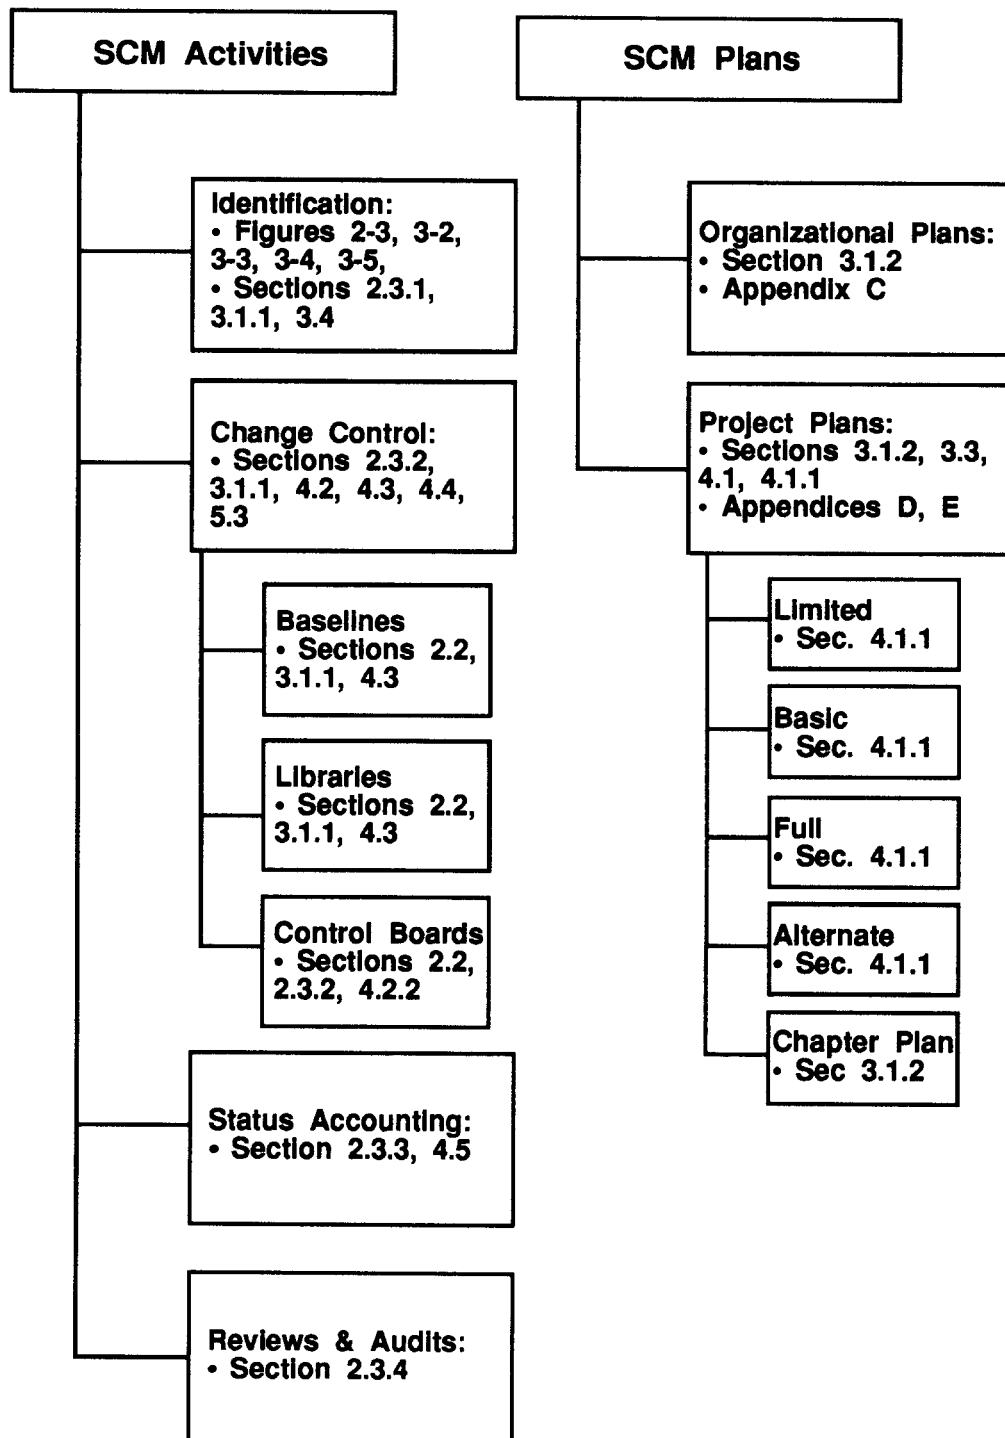 SCM Activities
Identification:
• Figures 2-3, 3-2,
3-3, 3-4, 3-5,
• Sections 2.3.1,
3.1.1, 3.4
Change Control:
• Sections 2.3.2,
3.1.1, 4.2, 4.3, 4.4,
5.3
Baselines
• Sections 2.2,
3.1.1, 4.3
Libraries
• Sections 2.2,
3.1.1, 4.3
Control Boards
• Sections 2.2,
2.3.2, 4.2.2
Status Accounting:
• Section 2.3.3, 4.5
Reviews & Audits:
• Section 2.3.4
SCM Plans
Organizational Plans:
• Section 3.1.2
• Appendix C
Project Plans:
• Sections 3.1.2, 3.3,
4.1, 4.1.1
• Appendices D, E
Limited
• Sec. 4.1.1
Basic
• Sec. 4.1.1
Full
• Sec. 4.1.1
Alternate
• Sec. 4.1.1
Chapter Plan
• Sec 3.1.2